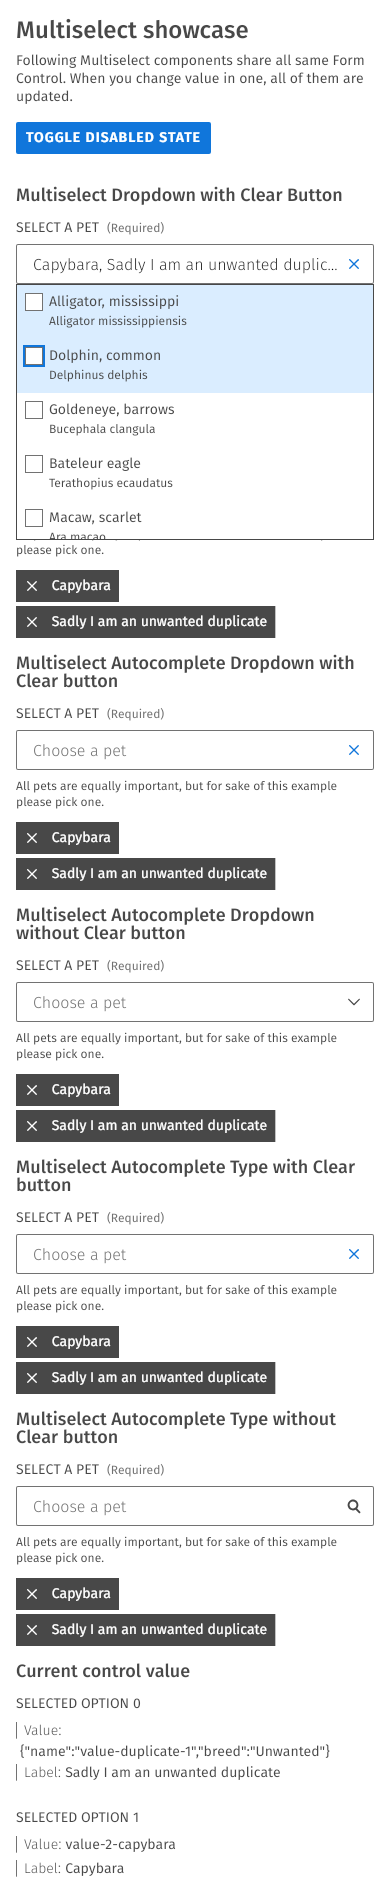 Multiselect showcase
Following Multiselect components share all same Form
Control. When you change value in one, all of them are
updated.
TOGGLE DISABLED STATE
Multiselect Dropdown with Clear Button
SELECT A PET (Required)
Capybara, Sadly I am an unwanted duplic...
Alligator, mississippi
Alligator mississippiensis
Dolphin, common
Delphinus delphis
Goldeneye, barrows
Bucephala clangula
Bateleur eagle
Terathopius ecaudatus
Macaw, scarlet
Ara macao
please pick one.
Capybara
Sadly I am an unwanted duplicate
Multiselect Autocomplete Dropdown with
Clear button
SELECT A PET (Required)
Choose a pet
All pets are equally important, but for sake of this example
please pick one.
Capybara
Sadly I am an unwanted duplicate
Multiselect Autocomplete Dropdown
without Clear button
SELECT A PET (Required)
Choose a pet
All pets are equally important, but for sake of this example
please pick one.
Capybara
Sadly I am an unwanted duplicate
Multiselect Autocomplete Type with Clear
button
SELECT A PET (Required)
Choose a pet
All pets are equally important, but for sake of this example
please pick one.
Capybara
Sadly I am an unwanted duplicate
Multiselect Autocomplete Type without
Clear button
SELECT A PET (Required)
Choose a pet
All pets are equally important, but for sake of this example
please pick one.
Capybara
Sadly I am an unwanted duplicate
Current control value
SELECTED OPTION 0
Value:
{"name":"value-duplicate-1","breed":"Unwanted"}
Label: Sadly I am an unwanted duplicate
SELECTED OPTION 1
Value: value-2-capybara
Label: Capybara